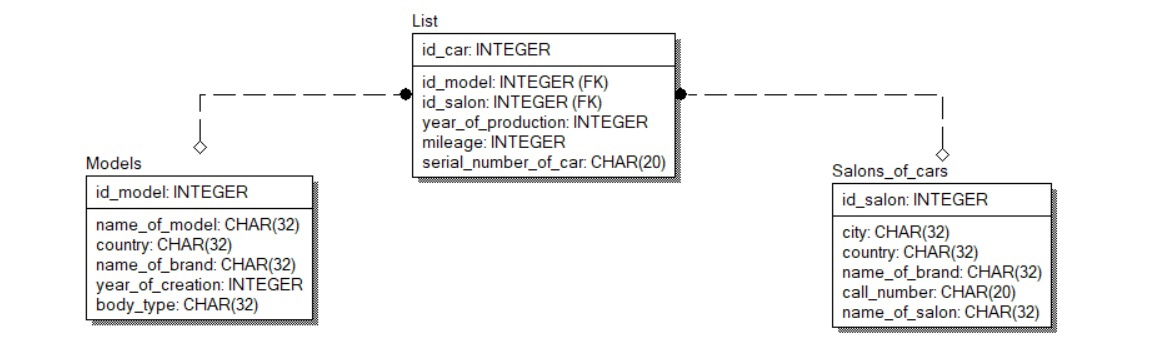 List
id_car: INTEGER
id_model: INTEGER (FK)
id_salon: INTEGER (FK)
year_of_production: INTEGER
mileage: INTEGER
serial_number_of_car: CHAR(20)
Models
id_model: INTEGER
name_of_model: CHAR(32)
country: CHAR(32)
name_of_brand: CHAR(32)
year_of_creation: INTEGER
body_type: CHAR(32)
Salons_of_cars
id_salon: INTEGER
city: CHAR(32)
country: CHAR(32)
name_of_brand: CHAR(32)
call_number: CHAR(20)
name_of_salon: CHAR(32)